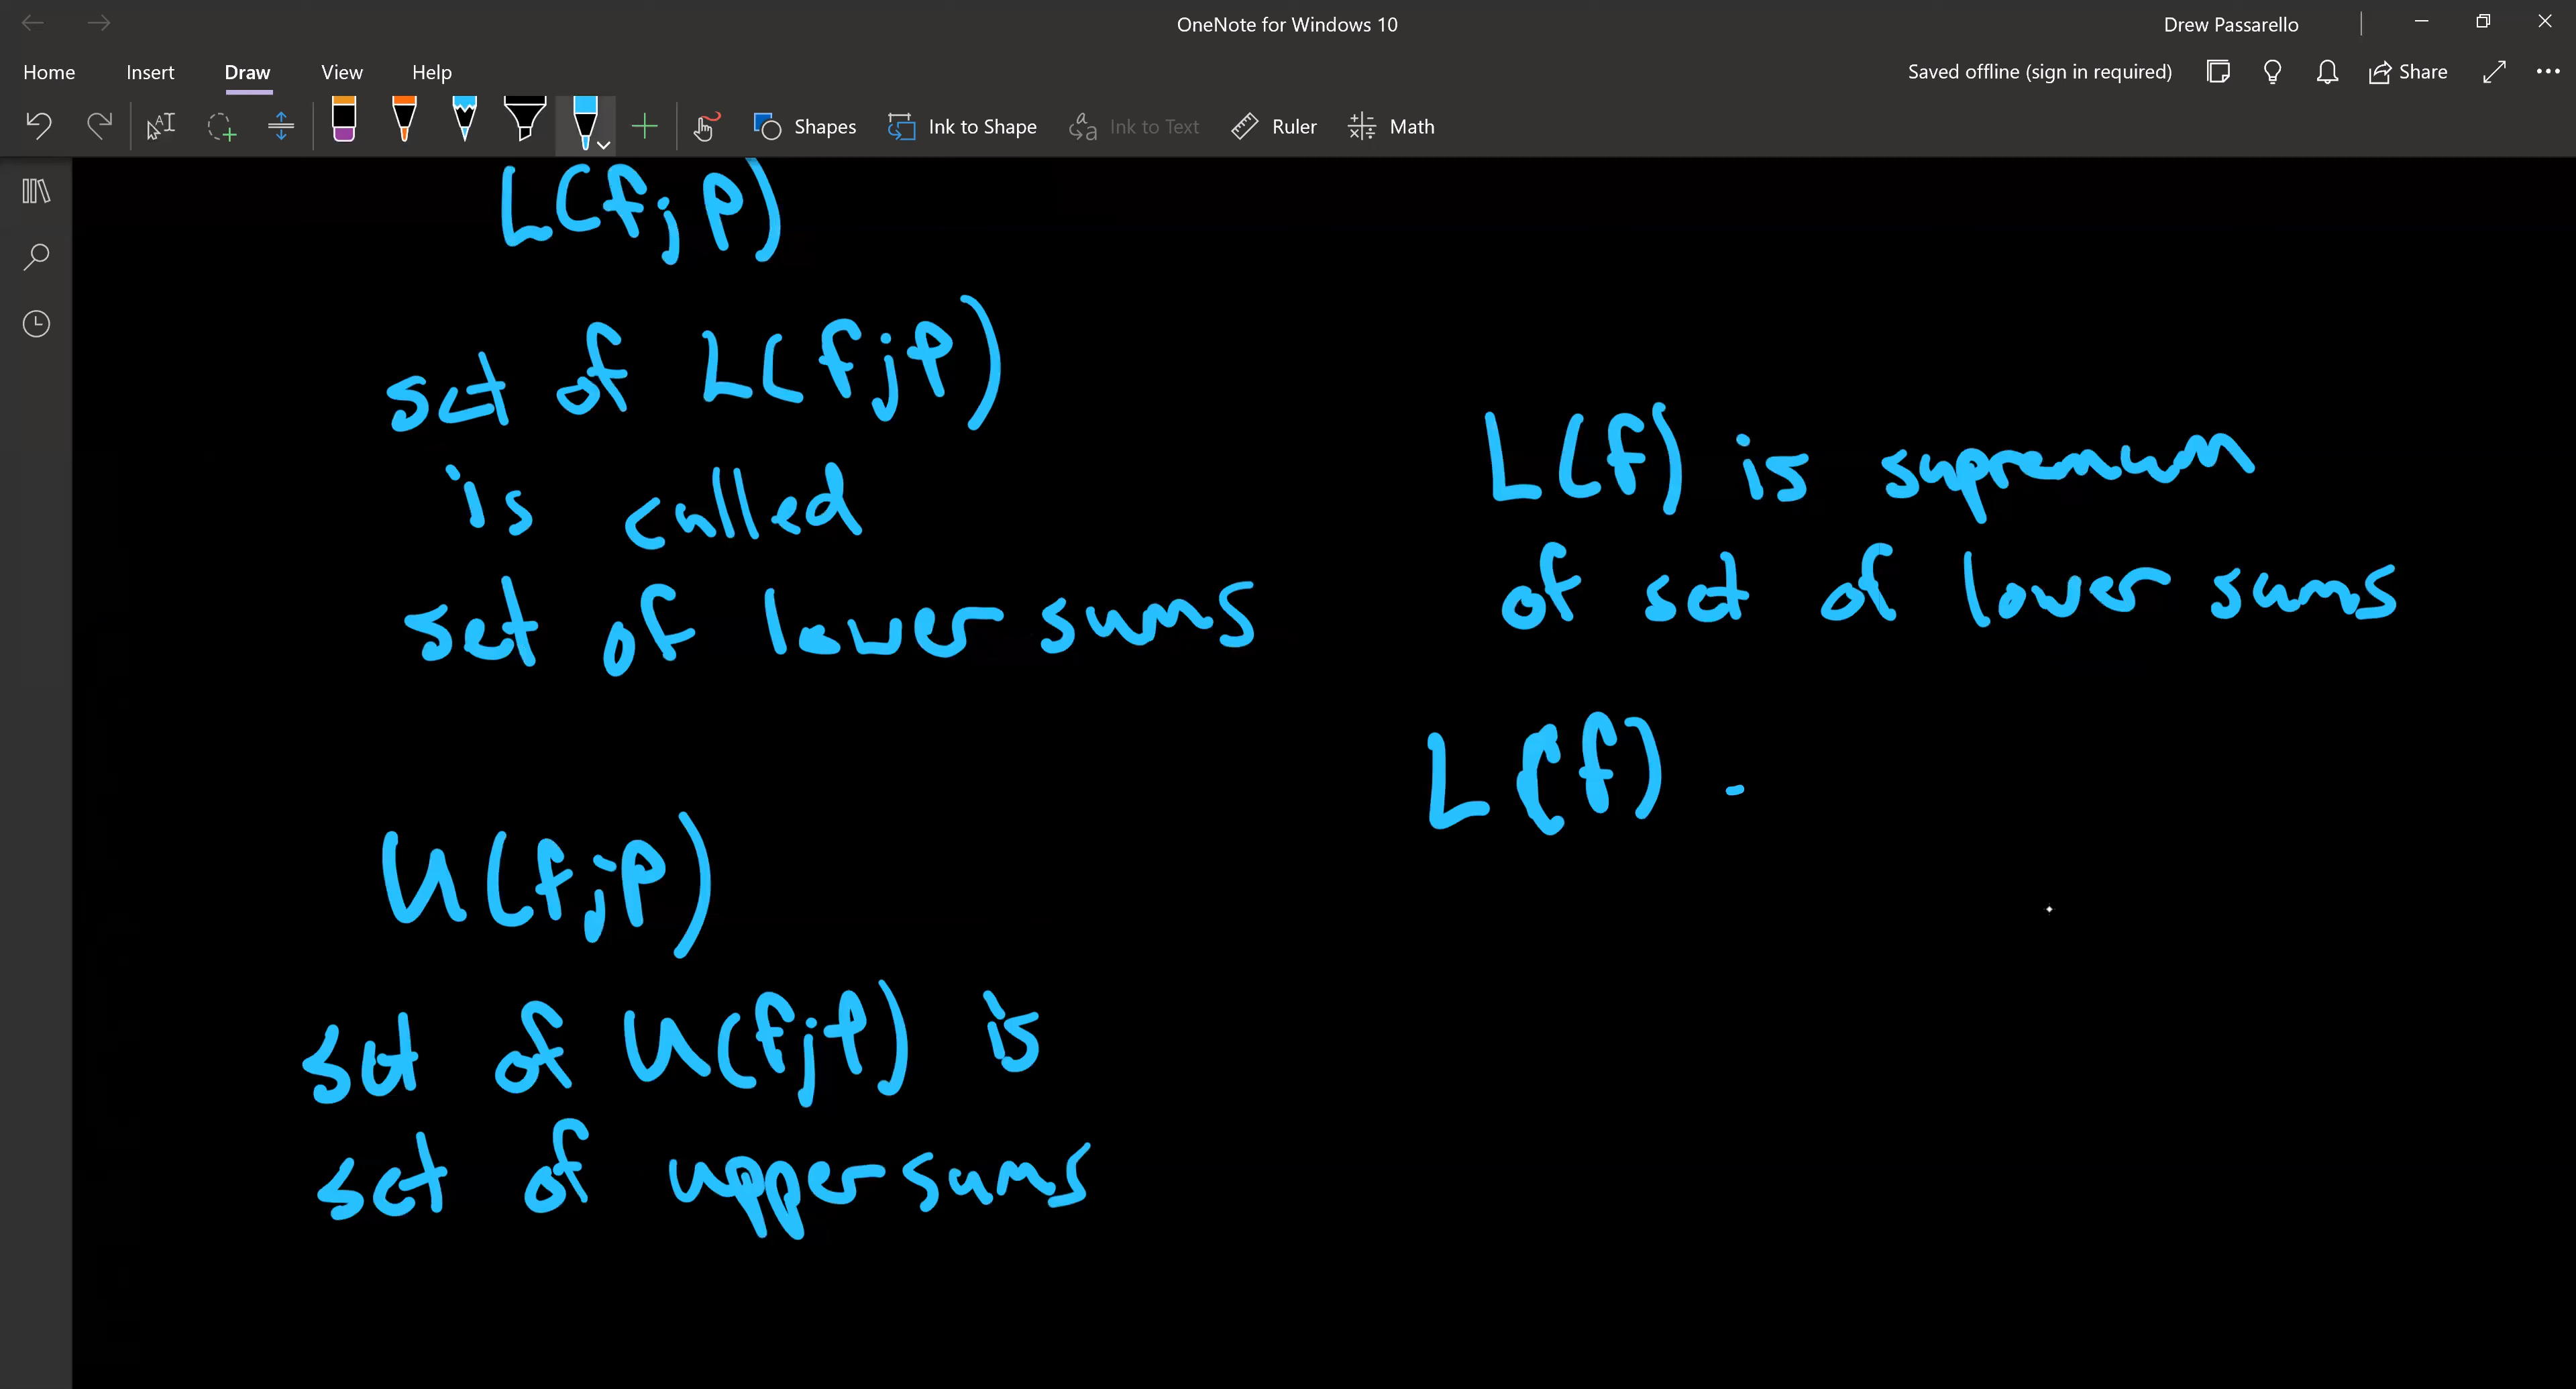 OneNote for Windows 10
Drew Passarello
Home Insert Draw View Help
Saved offline (sign in required)
Share
Shapes
Ink to Shape
Ink to Text
Ruler
Math
L(f;P)
set of L(f;P)
is called
set of lower sums
U(f;P)
set of U(f;P) is
set of upper sums
L(f) is supremum
of set of lower sums
L(f) -